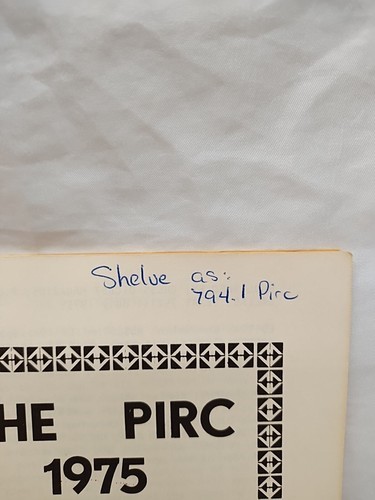 Shelve as:
794.1 Pirc
HE PIRC
1975